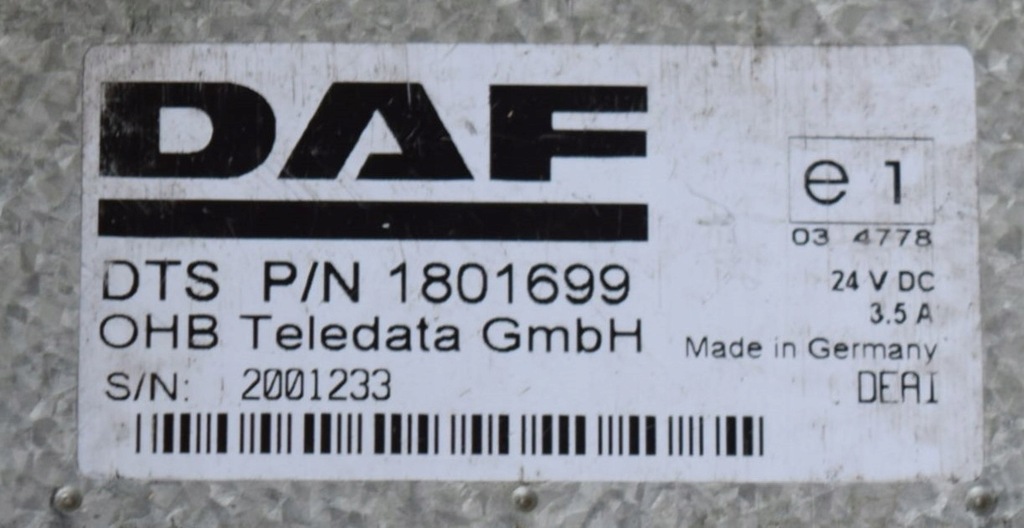 DAF
e 1
03 4778
DTS P/N 1801699
24 V DC
3.5 A
OHB Teledata GmbH
Made in Germany
S/N: 2001233
DEAI